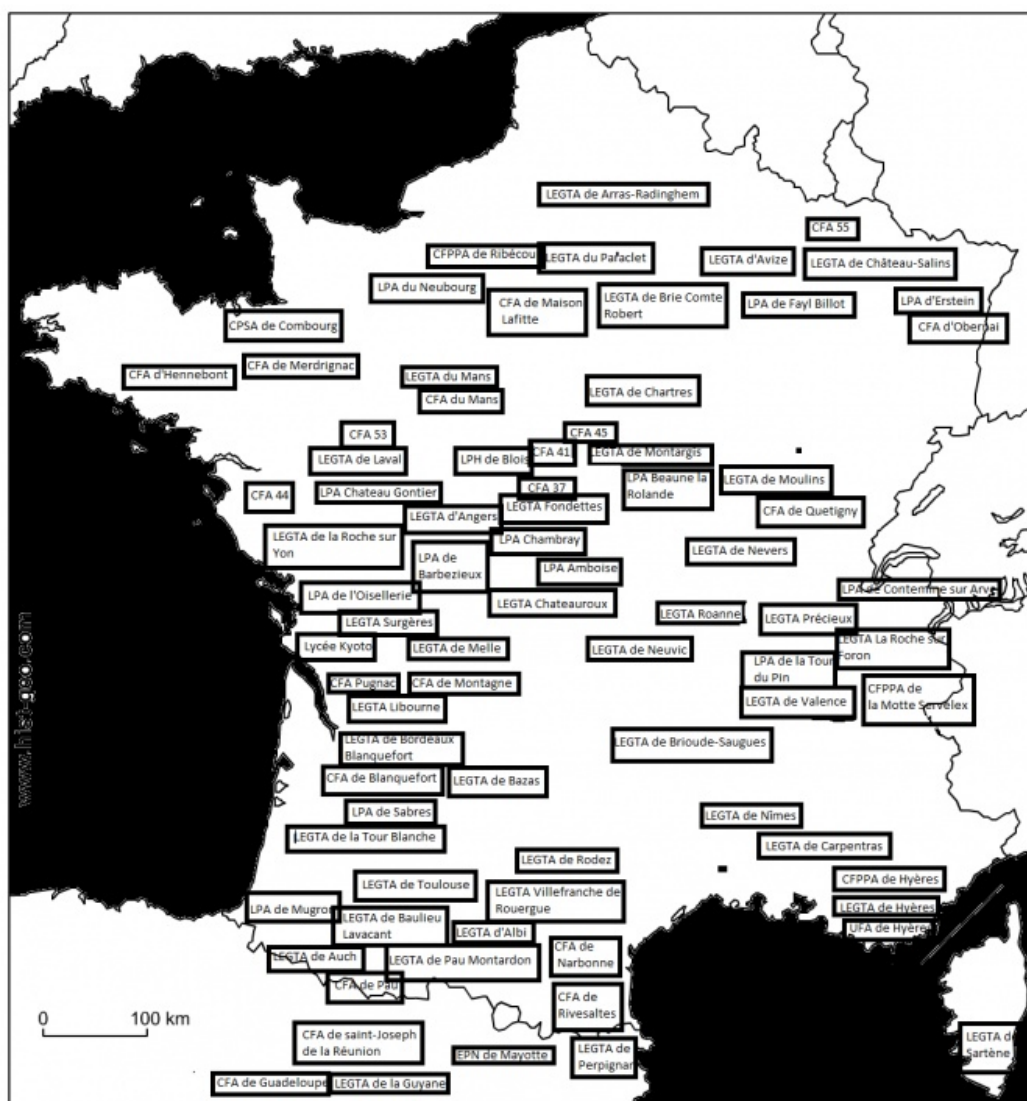 LEGTA de Arras-Radinghem
CFA 55
CFPPA de Ribécou
LEGTA du Paraclet
LEGTA d'Avize
LEGTA de Château-Salins
LPA du Neubourg
CFA de Maison
Lafitte
LEGTA de Brie Comte
Robert
LPA de Fayl Billot
LPA d'Erstein
CPSA de Combourg
CFA d'Obernai
CFA d'Hennebont
CFA de Merdrignac
LEGTA du Mans
CFA du Mans
LEGTA de Chartres
CFA 53
CFA 45
LEGTA de Laval
LPH de Blois
CFA 41
LEGTA de Montargis
CFA 44
LPA Chateau Gontier
CFA 37
LPA Beaune la
Rolande
LEGTA de Moulins
LEGTA d'Angers
LEGTA Fondettes
CFA de Quetigny
LEGTA de la Roche sur
Yon
LPA de
Barbezieux
LPA Chambray
LEGTA de Nevers
LPA Amboise
LPA de l'Oisellerie
LEGTA Chateauroux
LPA de Contemine sur Arve
LEGTA Surgères
LEGTA Roanne
LEGTA Précieux
Lycée Kyoto
LEGTA de Melle
LEGTA de Neuvic
LEGTA La Roche sur
Foron
CFA Pugnac
CFA de Montagne
LPA de la Tour
du Pin
CFPPA de
la Motte Servelex
LEGTA Libourne
LEGTA de Valence
LEGTA de Bordeaux
Blanquefort
LEGTA de Brioude-Saugues
CFA de Blanquefort
LEGTA de Bazas
LPA de Sabres
LEGTA de Nîmes
LEGTA de la Tour Blanche
LEGTA de Carpentras
LEGTA de Rodez
CFPPA de Hyères
LEGTA de Toulouse
LEGTA Villefranche de
Rouergue
LPA de Mugron
LEGTA de Hyères
LEGTA de Baulieu
Lavacant
LEGTA d'Albi
UFA de Hyères
LEGTA de Auch
LEGTA de Pau Montardon
CFA de
Narbonne
CFA de Pau
CFA de
Rivesaltes
0 100 km
CFA de saint-Joseph
de la Réunion
EPN de Mayotte
LEGTA de
Perpignan
LEGTA de
Sartène
CFA de Guadeloupe
LEGTA de la Guyane
www.hist-geo.com